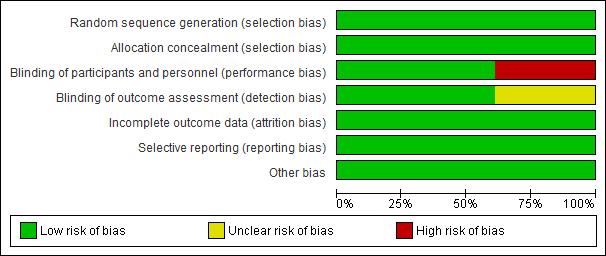 Random sequence generation (selection bias)
Allocation concealment (selection bias)
Blinding of participants and personnel (performance bias)
Blinding of outcome assessment (detection bias)
Incomplete outcome data (attrition bias)
Selective reporting (reporting bias)
Other bias
0% 25% 50% 75% 100%
Low risk of bias Unclear risk of bias High risk of bias